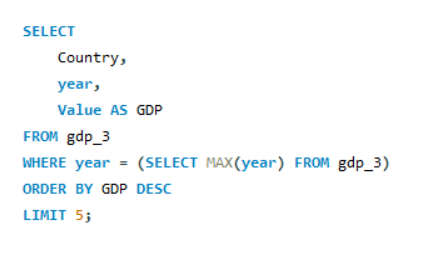 SELECT
    Country,
    year,
    Value AS GDP
FROM gdp_3
WHERE year = (SELECT MAX(year) FROM gdp_3)
ORDER BY GDP DESC
LIMIT 5;